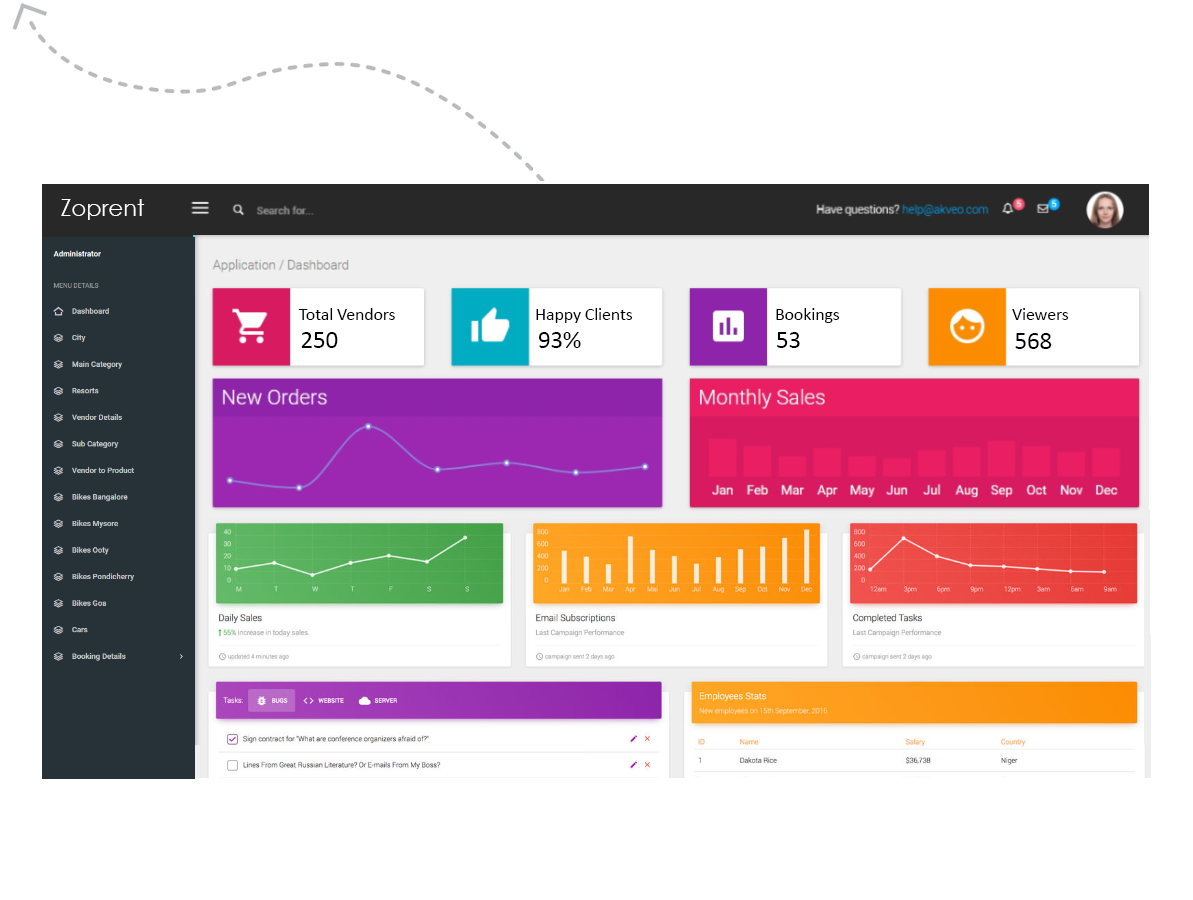 Zoprent
Search for...
Have questions? help@akveo.com
5
5
Administrator
MENU DETAILS
Dashboard
City
Main Category
Resorts
Vendor Details
Sub Category
Vendor to Product
Bikes Bangalore
Bikes Mysore
Bikes Ooty
Bikes Pondicherry
Bikes Goa
Cars
Booking Details
Application / Dashboard
Total Vendors
250
Happy Clients
93%
Bookings
53
Viewers
568
New Orders
Monthly Sales
Jan Feb Mar Apr May Jun Jul Aug Sep Oct Nov Dec
40
30
20
10
0
M T W T F S S
Daily Sales
55% increase in today sales.
updated 4 minutes ago
800
600
400
200
0
Jan Feb Mar Apr Mai Jun Jul Aug Sep Oct Nov Dec
Email Subscriptions
Last Campaign Performance
campaign sent 2 days ago
800
600
400
200
0
12am 3pm 6pm 9pm 12pm 3am 6am 9am
Completed Tasks
Last Campaign Performance
campaign sent 2 days ago
Tasks: BUGS WEBSITE SERVER
Sign contract for "What are conference organizers afraid of?"
Lines From Great Russian Literature? Or E-mails From My Boss?
Employees Stats
New employees on 15th September, 2016
ID Name Salary Country
1 Dakota Rice $36,738 Niger